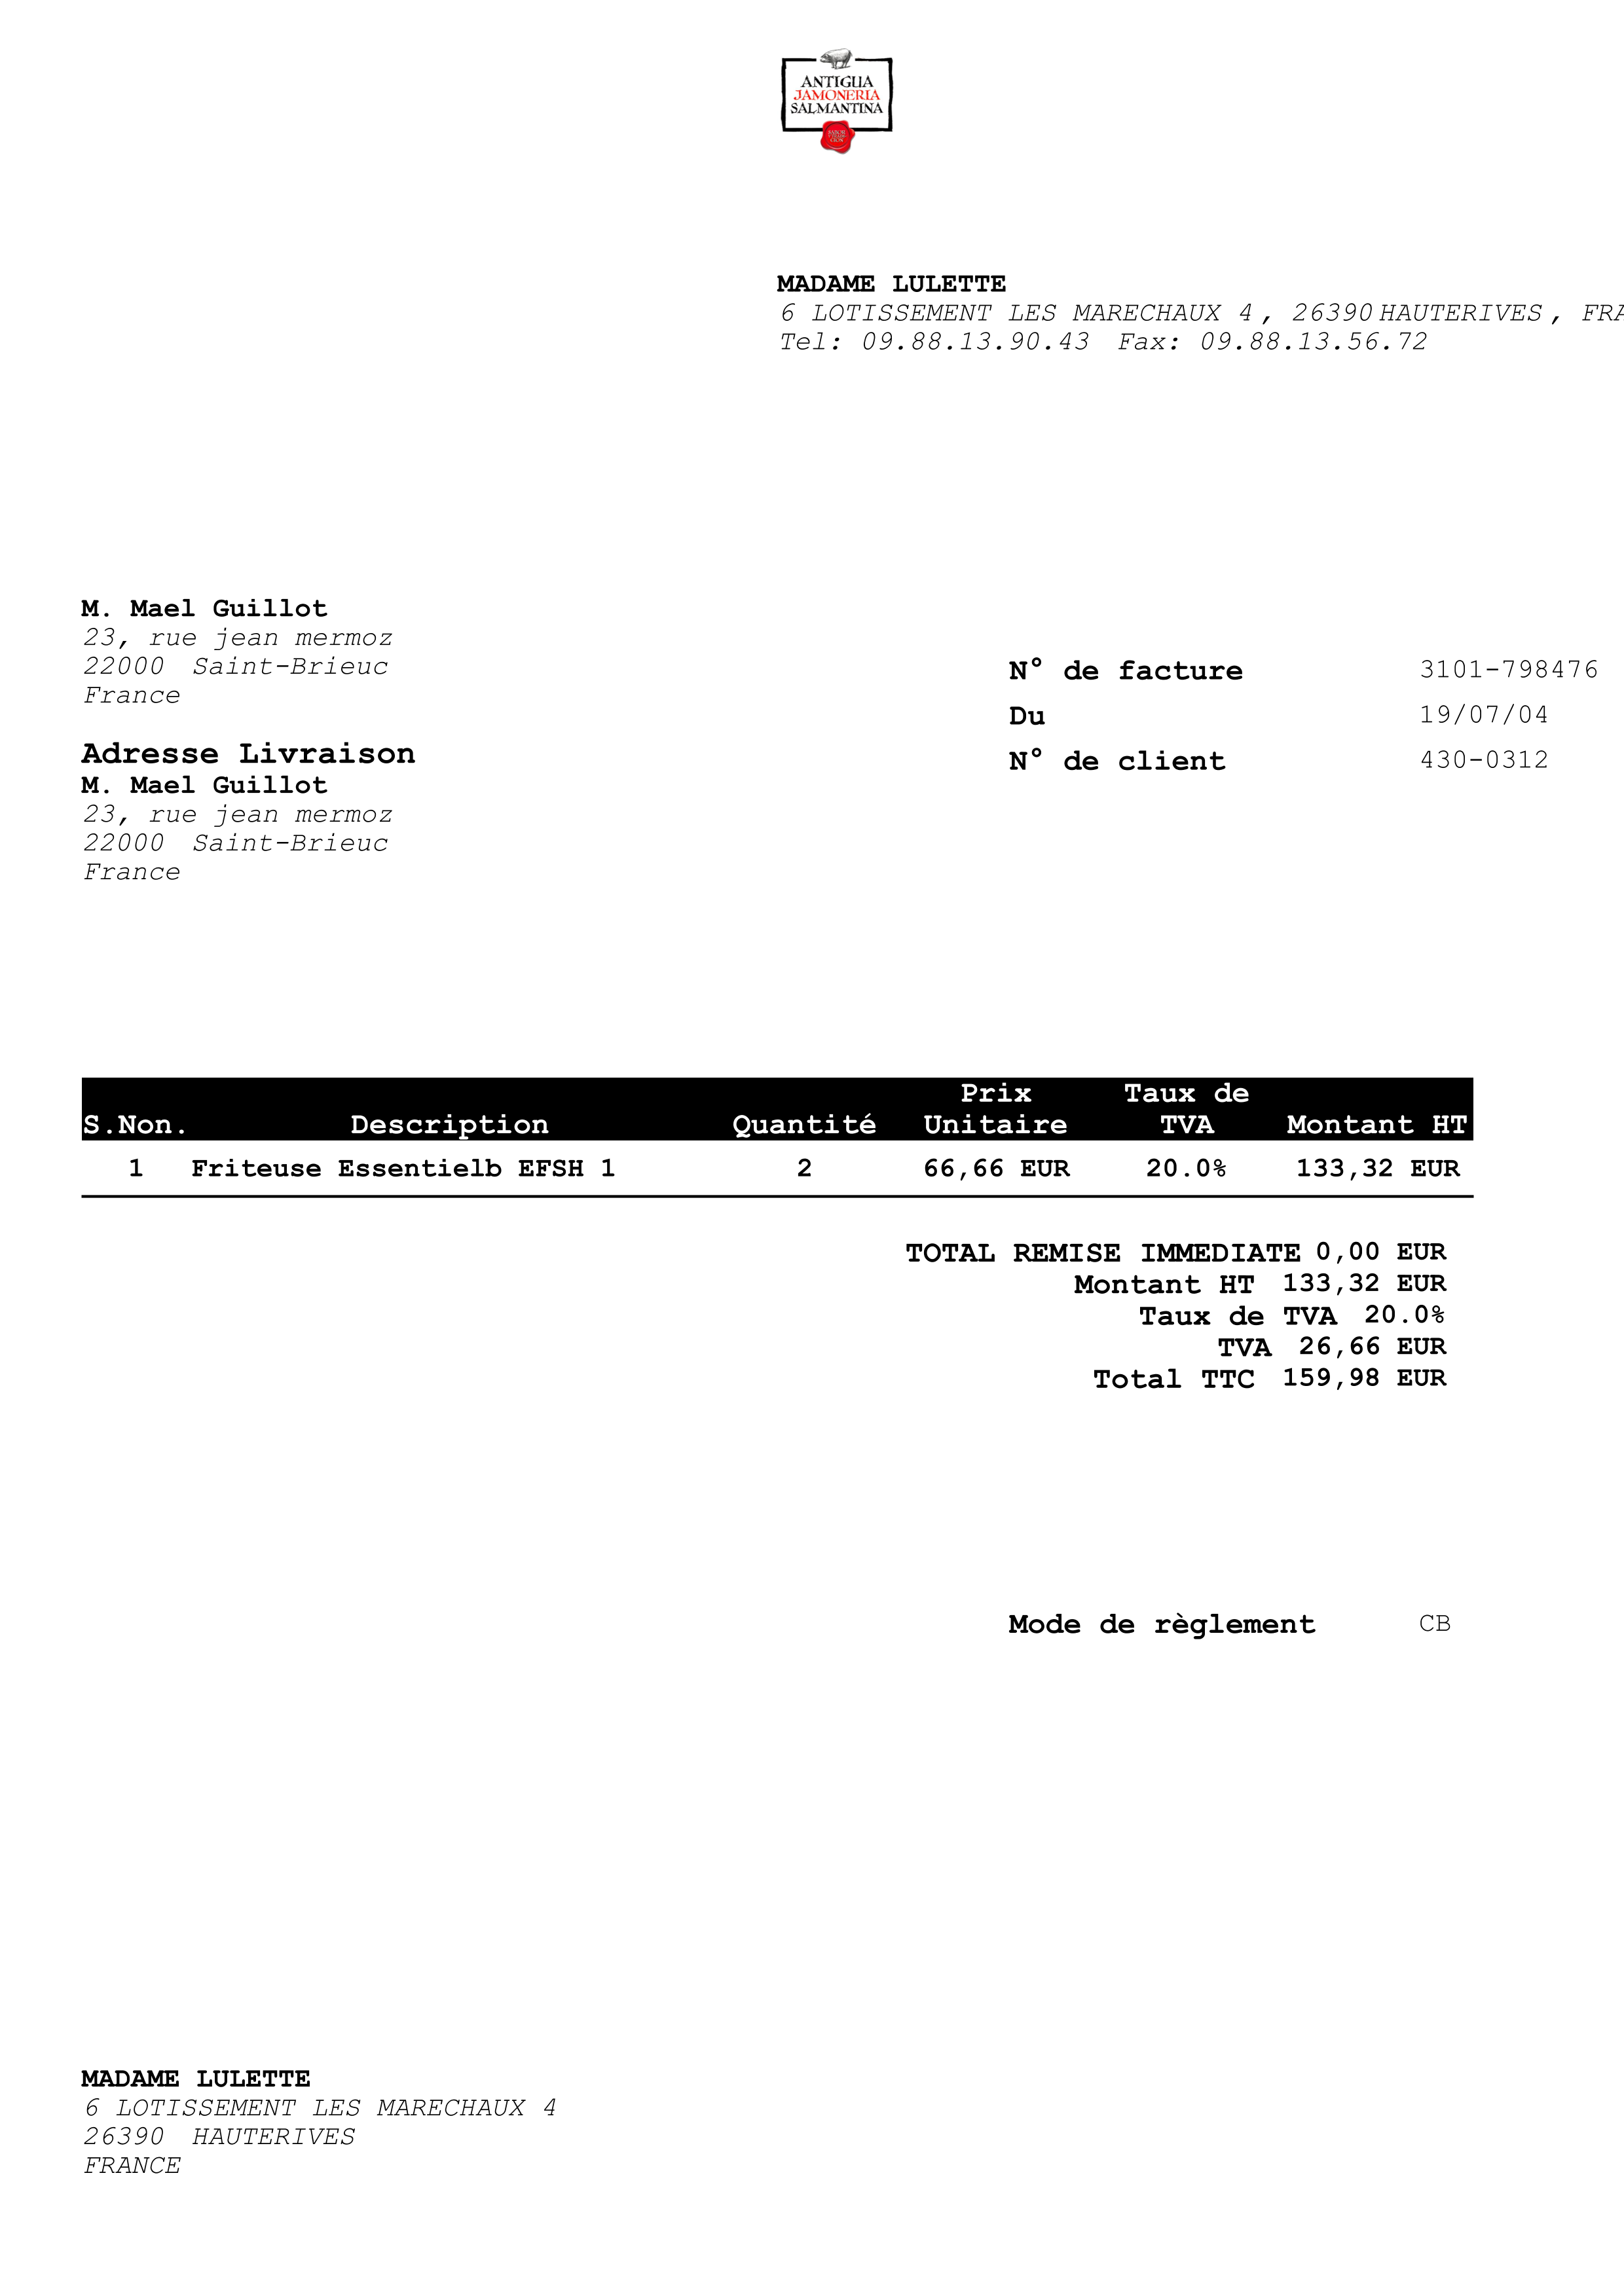 ANTIGUA
JAMONERIA
SALMANTINA
MADAME LULETTE
6 LOTISSEMENT LES MARECHAUX 4 , 26390 HAUTERIVES , FRA
Tel: 09.88.13.90.43 Fax: 09.88.13.56.72
M. Mael Guillot
23, rue jean mermoz
22000 Saint-Brieuc
France
N° de facture 3101-798476
Du 19/07/04
N° de client 430-0312
Adresse Livraison
M. Mael Guillot
23, rue jean mermoz
22000 Saint-Brieuc
France
S.Non. Description Quantité Prix Unitaire Taux de TVA Montant HT
1 Friteuse Essentielb EFSH 1 2 66,66 EUR 20.0% 133,32 EUR
TOTAL REMISE IMMEDIATE 0,00 EUR
Montant HT 133,32 EUR
Taux de TVA 20.0%
TVA 26,66 EUR
Total TTC 159,98 EUR
Mode de règlement CB
MADAME LULETTE
6 LOTISSEMENT LES MARECHAUX 4
26390 HAUTERIVES
FRANCE